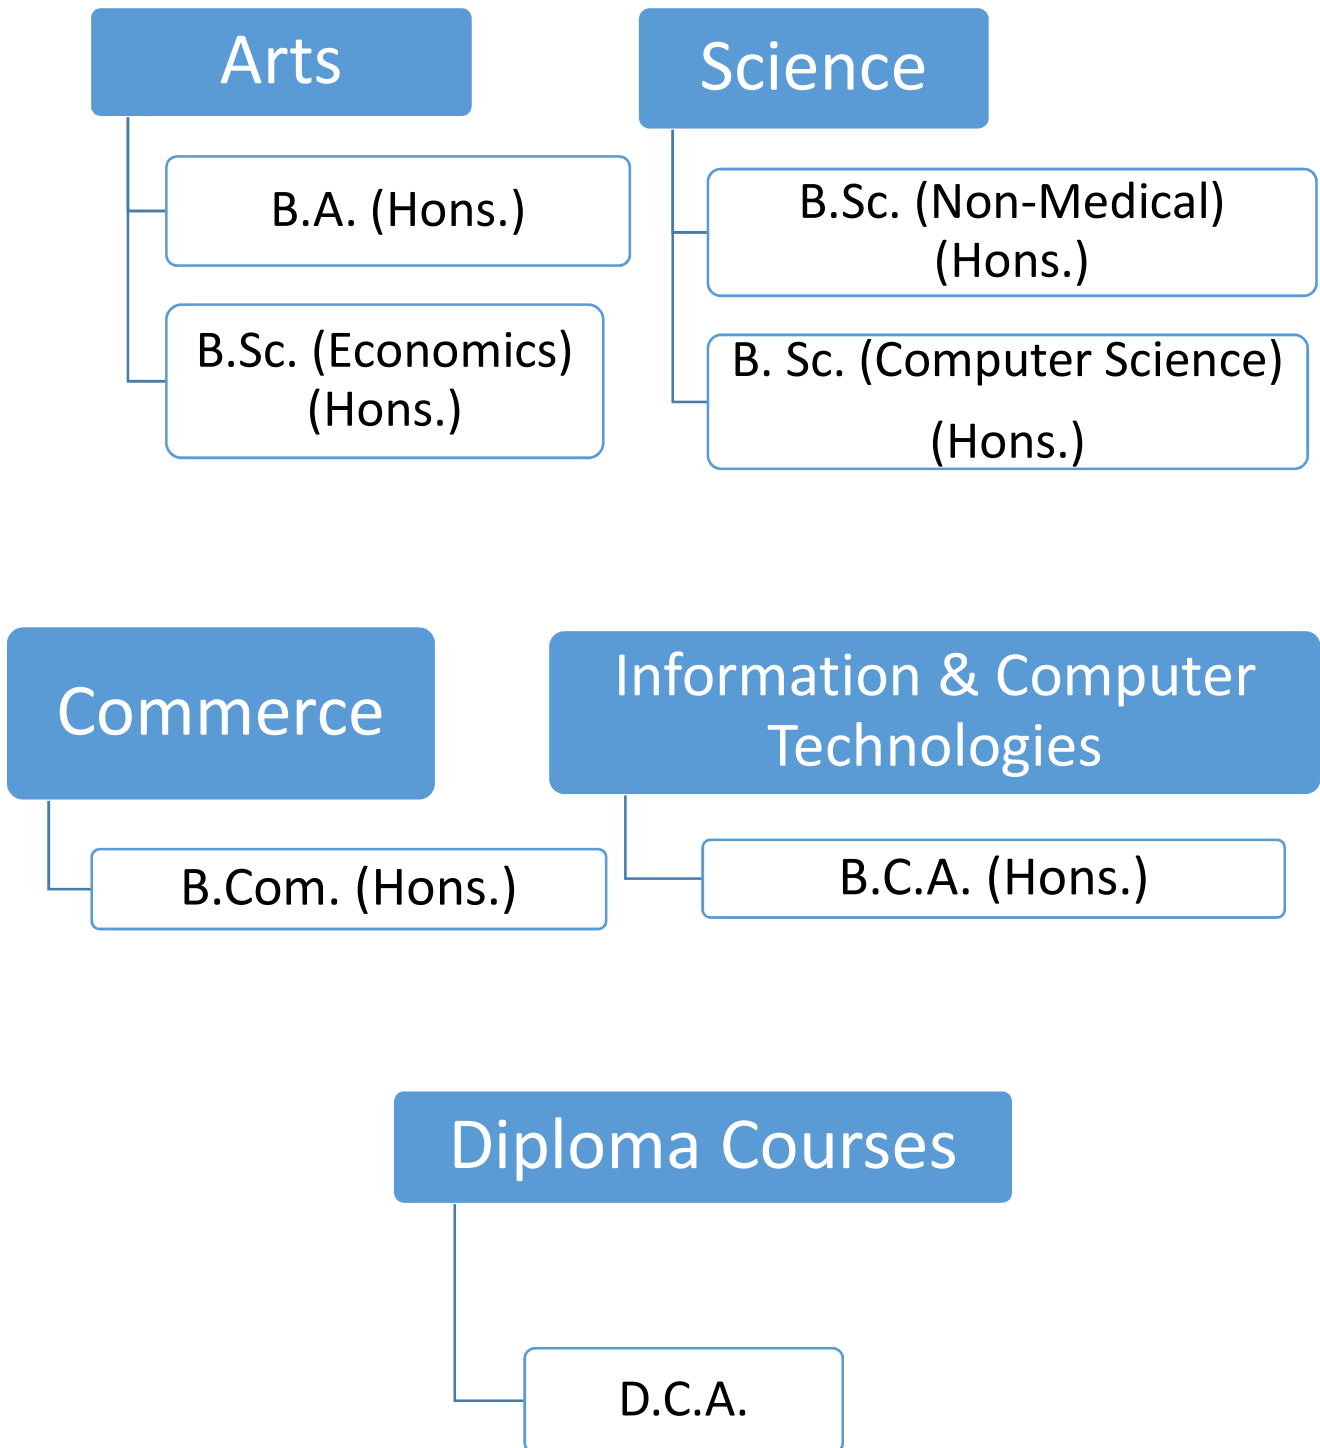 Arts
B.A. (Hons.)
B.Sc. (Economics)
(Hons.)
Science
B.Sc. (Non-Medical)
(Hons.)
B. Sc. (Computer Science)
(Hons.)
Commerce
B.Com. (Hons.)
Information & Computer
Technologies
B.C.A. (Hons.)
Diploma Courses
D.C.A.